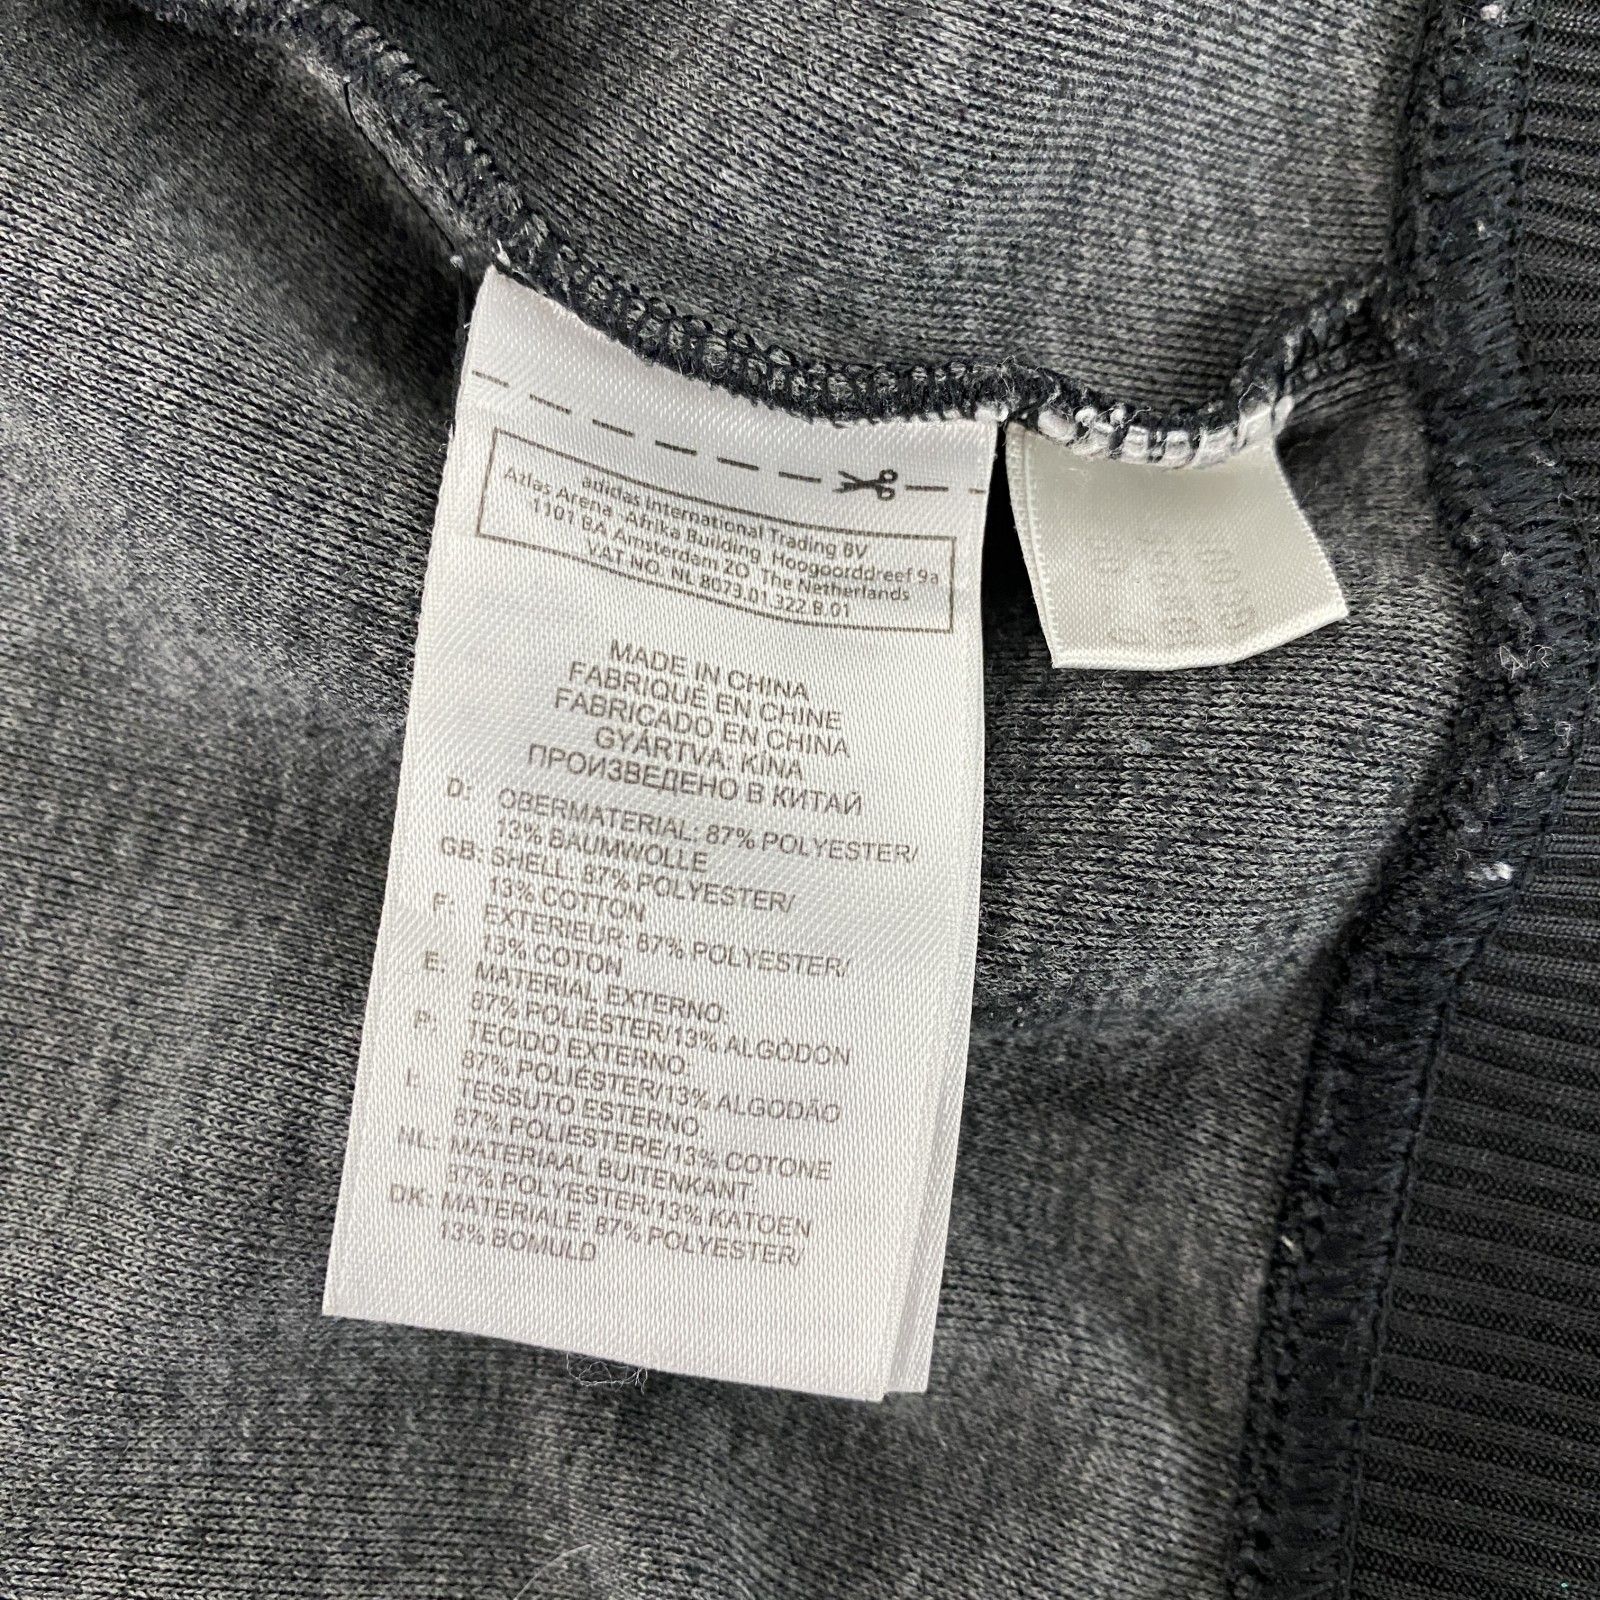 adidas International Trading BV
Atlas Arena, Afrika Building, Hoogoorddreef 9a
1101 BA Amsterdam ZO, The Netherlands
VAT NO. NL 8073.01.322.B.01
MADE IN CHINA
FABRIQUÉ EN CHINE
FABRICADO EN CHINA
GYÁRTVA: KÍNA
ПРОИЗВЕДЕНО В КИТАЙ
D: OBERMATERIAL: 87% POLYESTER/
13% BAUMWOLLE
GB: SHELL: 87% POLYESTER/
13% COTTON
F: EXTERIEUR: 87% POLYESTER/
13% COTON
E: MATERIAL EXTERNO:
87% POLIÉSTER/13% ALGODÓN
P: TECIDO EXTERNO:
87% POLIÉSTER/13% ALGODÃO
I: TESSUTO ESTERNO:
87% POLIESTERE/13% COTONE
NL: MATERIAAL BUITENKANT:
87% POLYESTER/13% KATOEN
DK: MATERIALE: 87% POLYESTER/
13% BOMULD